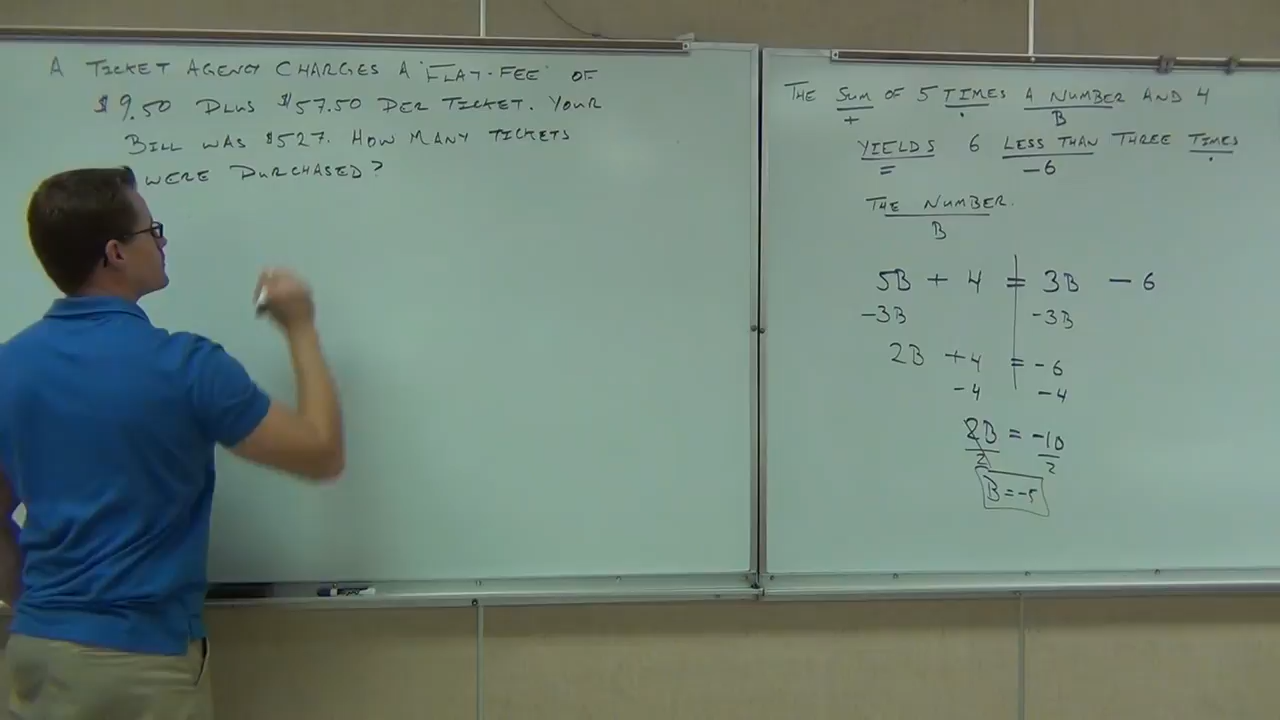 A TICKET AGENCY CHARGES A "FLAT-FEE" OF
$9.50 PLUS $57.50 PER TICKET. YOUR
BILL WAS $527. HOW MANY TICKETS
WERE PURCHASED?
THE SUM OF 5 TIMES A NUMBER AND 4
+ · B
YIELDS 6 LESS THAN THREE TIMES
= -6 ·
THE NUMBER.
B
5B + 4 = 3B - 6
-3B -3B
2B +4 = -6
-4 -4
2B = -10
2 2
B = -5